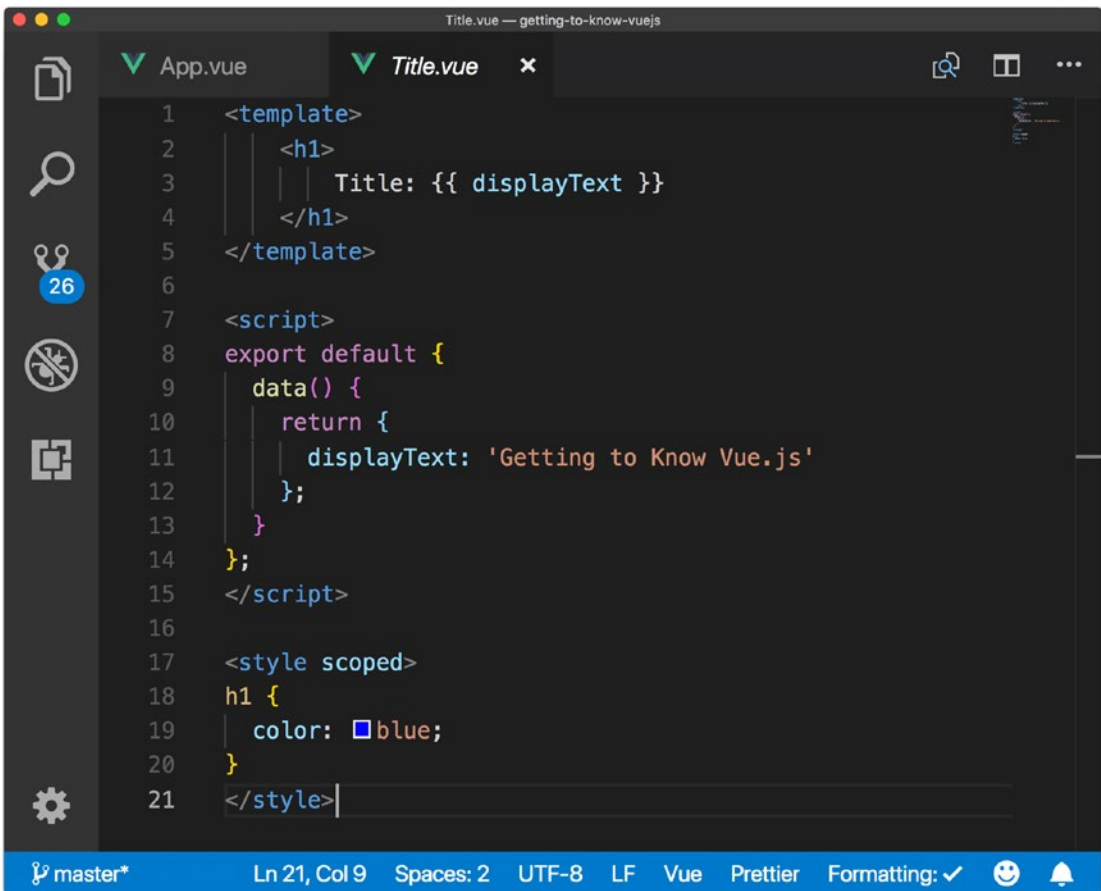 Title.vue — getting-to-know-vuejs
App.vue
Title.vue
26
1 <template>
2     <h1>
3         Title: {{ displayText }}
4     </h1>
5 </template>
6
7 <script>
8 export default {
9   data() {
10     return {
11       displayText: 'Getting to Know Vue.js'
12     };
13   }
14 };
15 </script>
16
17 <style scoped>
18 h1 {
19   color: blue;
20 }
21 </style>
master* Ln 21, Col 9 Spaces: 2 UTF-8 LF Vue Prettier Formatting: ✓